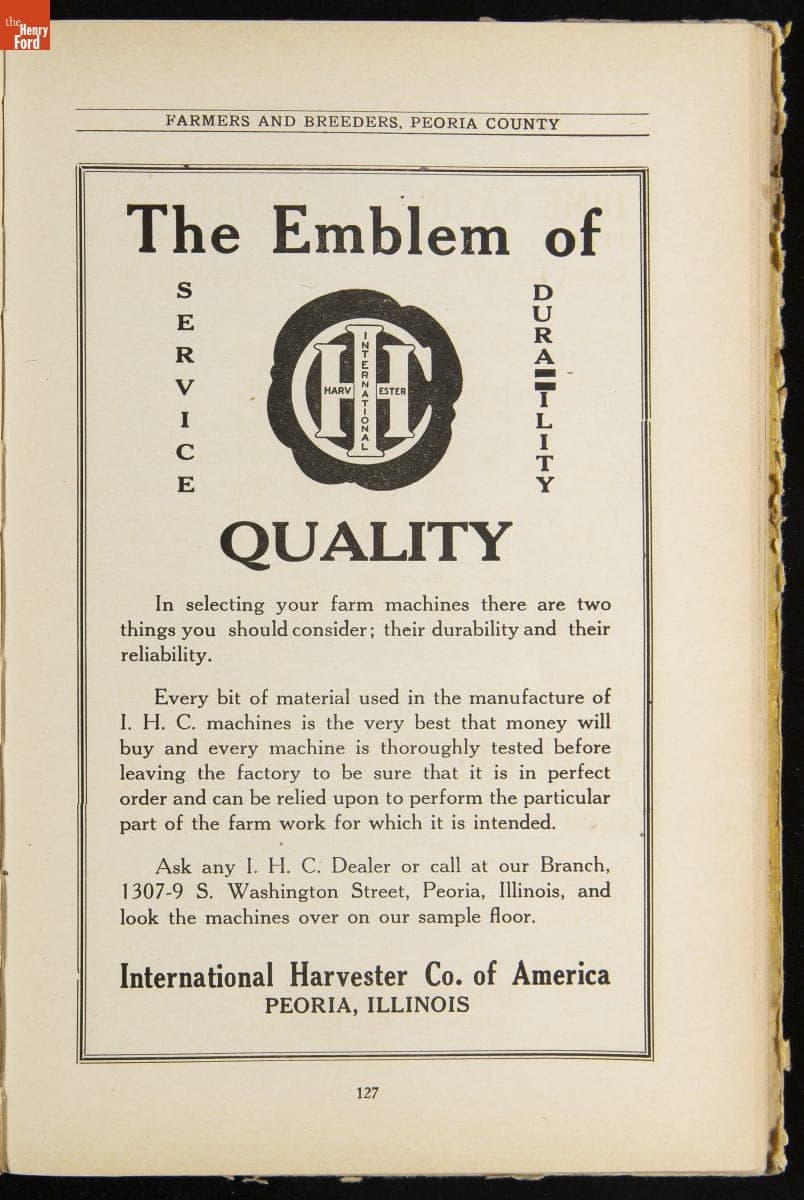 the
Henry
Ford
FARMERS AND BREEDERS, PEORIA COUNTY
The Emblem of
SERVICE
INTERNATIONAL
HARVESTER
IHC
DURABILITY
QUALITY
In selecting your farm machines there are two
things you should consider; their durability and their
reliability.
Every bit of material used in the manufacture of
I. H. C. machines is the very best that money will
buy and every machine is thoroughly tested before
leaving the factory to be sure that it is in perfect
order and can be relied upon to perform the particular
part of the farm work for which it is intended.
Ask any I. H. C. Dealer or call at our Branch,
1307-9 S. Washington Street, Peoria, Illinois, and
look the machines over on our sample floor.
International Harvester Co. of America
PEORIA, ILLINOIS
127